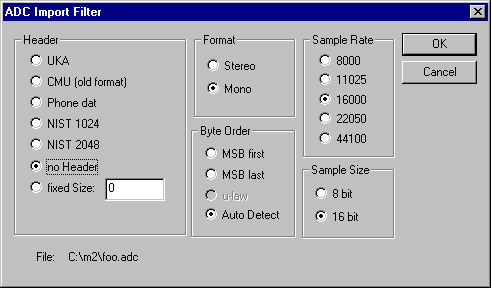 ADC Import Filter
Header
UKA
CMU (old format)
Phone dat
NIST 1024
NIST 2048
no Header
fixed Size: 0
Format
Stereo
Mono
Byte Order
MSB first
MSB last
u-law
Auto Detect
Sample Rate
8000
11025
16000
22050
44100
Sample Size
8 bit
16 bit
OK
Cancel
File: C:\m2\foo.adc